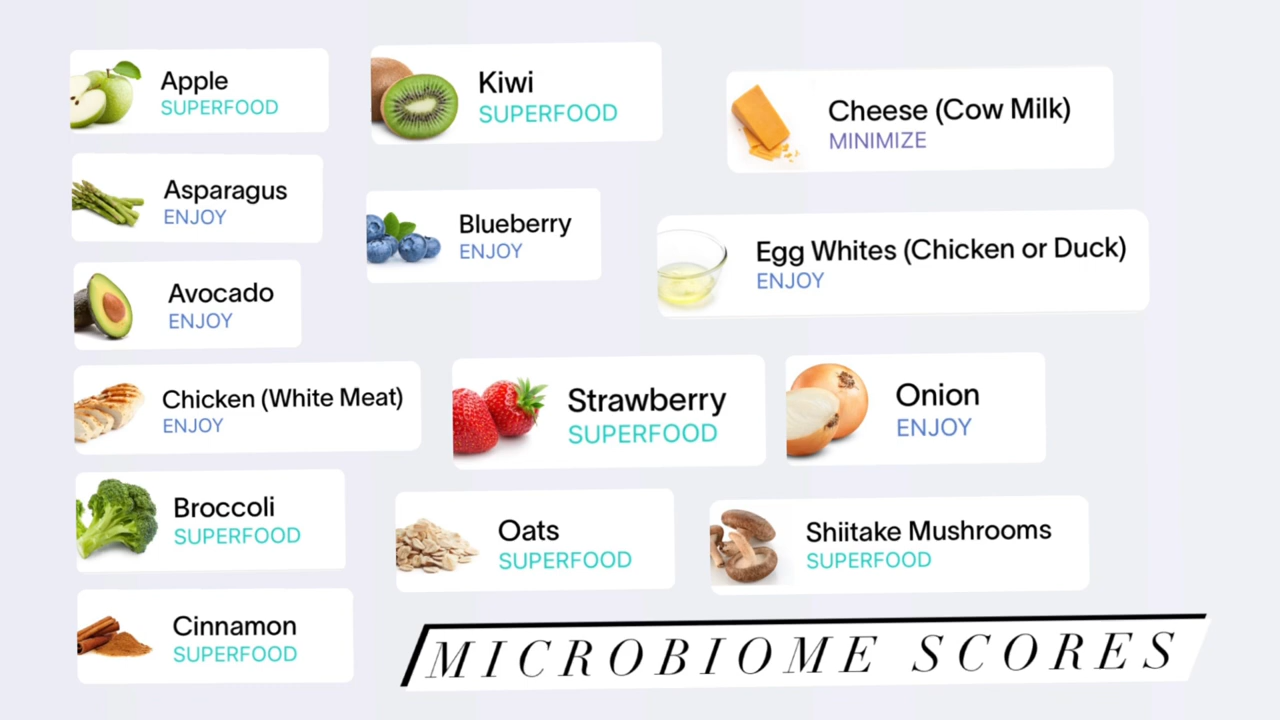 Apple
SUPERFOOD
Kiwi
SUPERFOOD
Cheese (Cow Milk)
MINIMIZE
Asparagus
ENJOY
Blueberry
ENJOY
Egg Whites (Chicken or Duck)
ENJOY
Avocado
ENJOY
Chicken (White Meat)
ENJOY
Strawberry
SUPERFOOD
Onion
ENJOY
Broccoli
SUPERFOOD
Oats
SUPERFOOD
Shiitake Mushrooms
SUPERFOOD
Cinnamon
SUPERFOOD
MICROBIOME SCORES